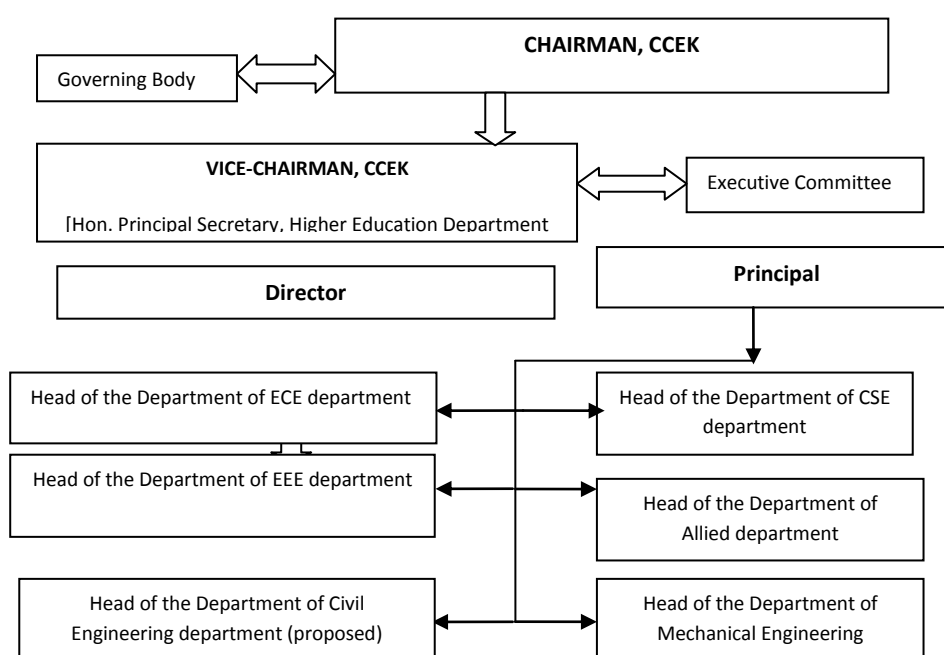 CHAIRMAN, CCEK
Governing Body
VICE-CHAIRMAN, CCEK
[Hon. Principal Secretary, Higher Education Department
Executive Committee
Director
Principal
Head of the Department of ECE department
Head of the Department of CSE
department
Head of the Department of EEE department
Head of the Department of
Allied department
Head of the Department of Civil
Engineering department (proposed)
Head of the Department of
Mechanical Engineering